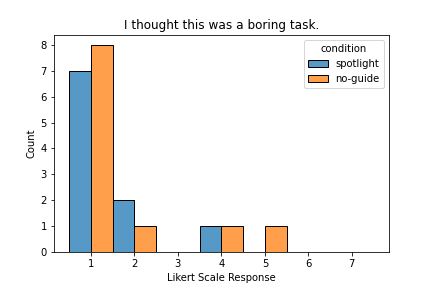 I thought this was a boring task.
condition
spotlight
no-guide
8
7
6
5
4
3
2
1
0
Count
1 2 3 4 5 6 7
Likert Scale Response